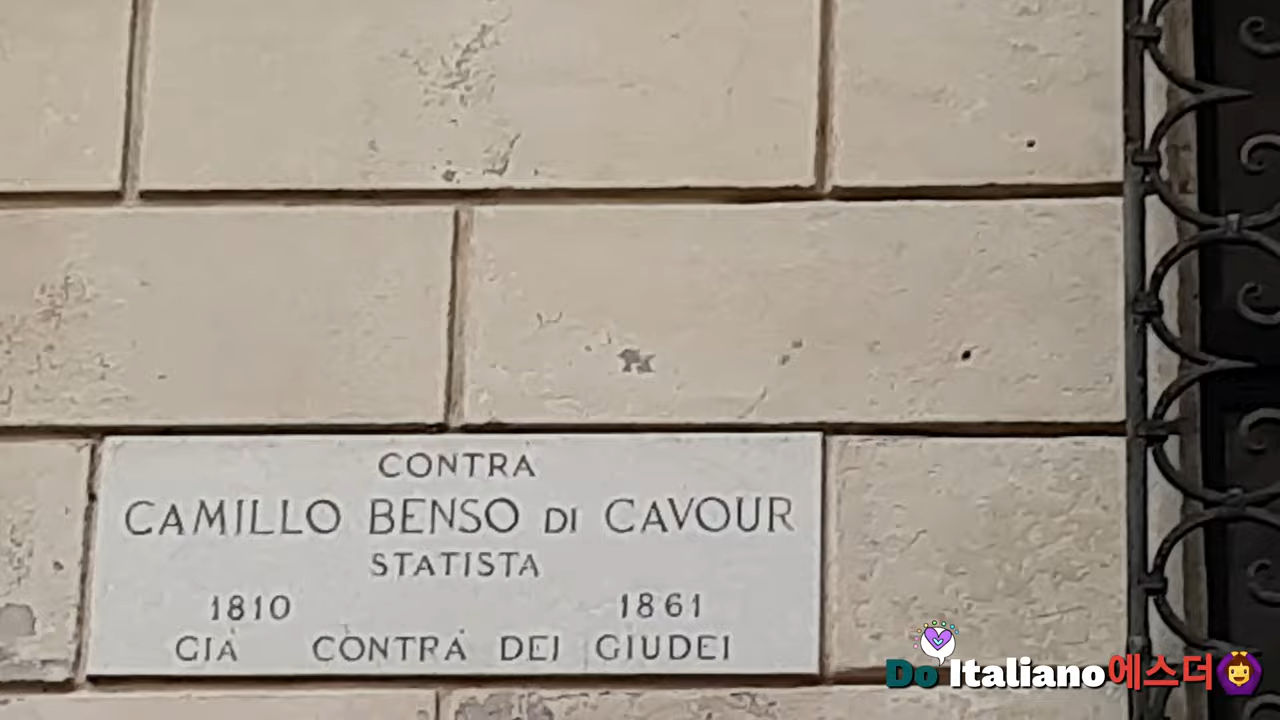 CONTRA
CAMILLO BENSO DI CAVOUR
STATISTA
1810 1861
GIÀ CONTRA DEI GIUDEI
Do Italiano에스더